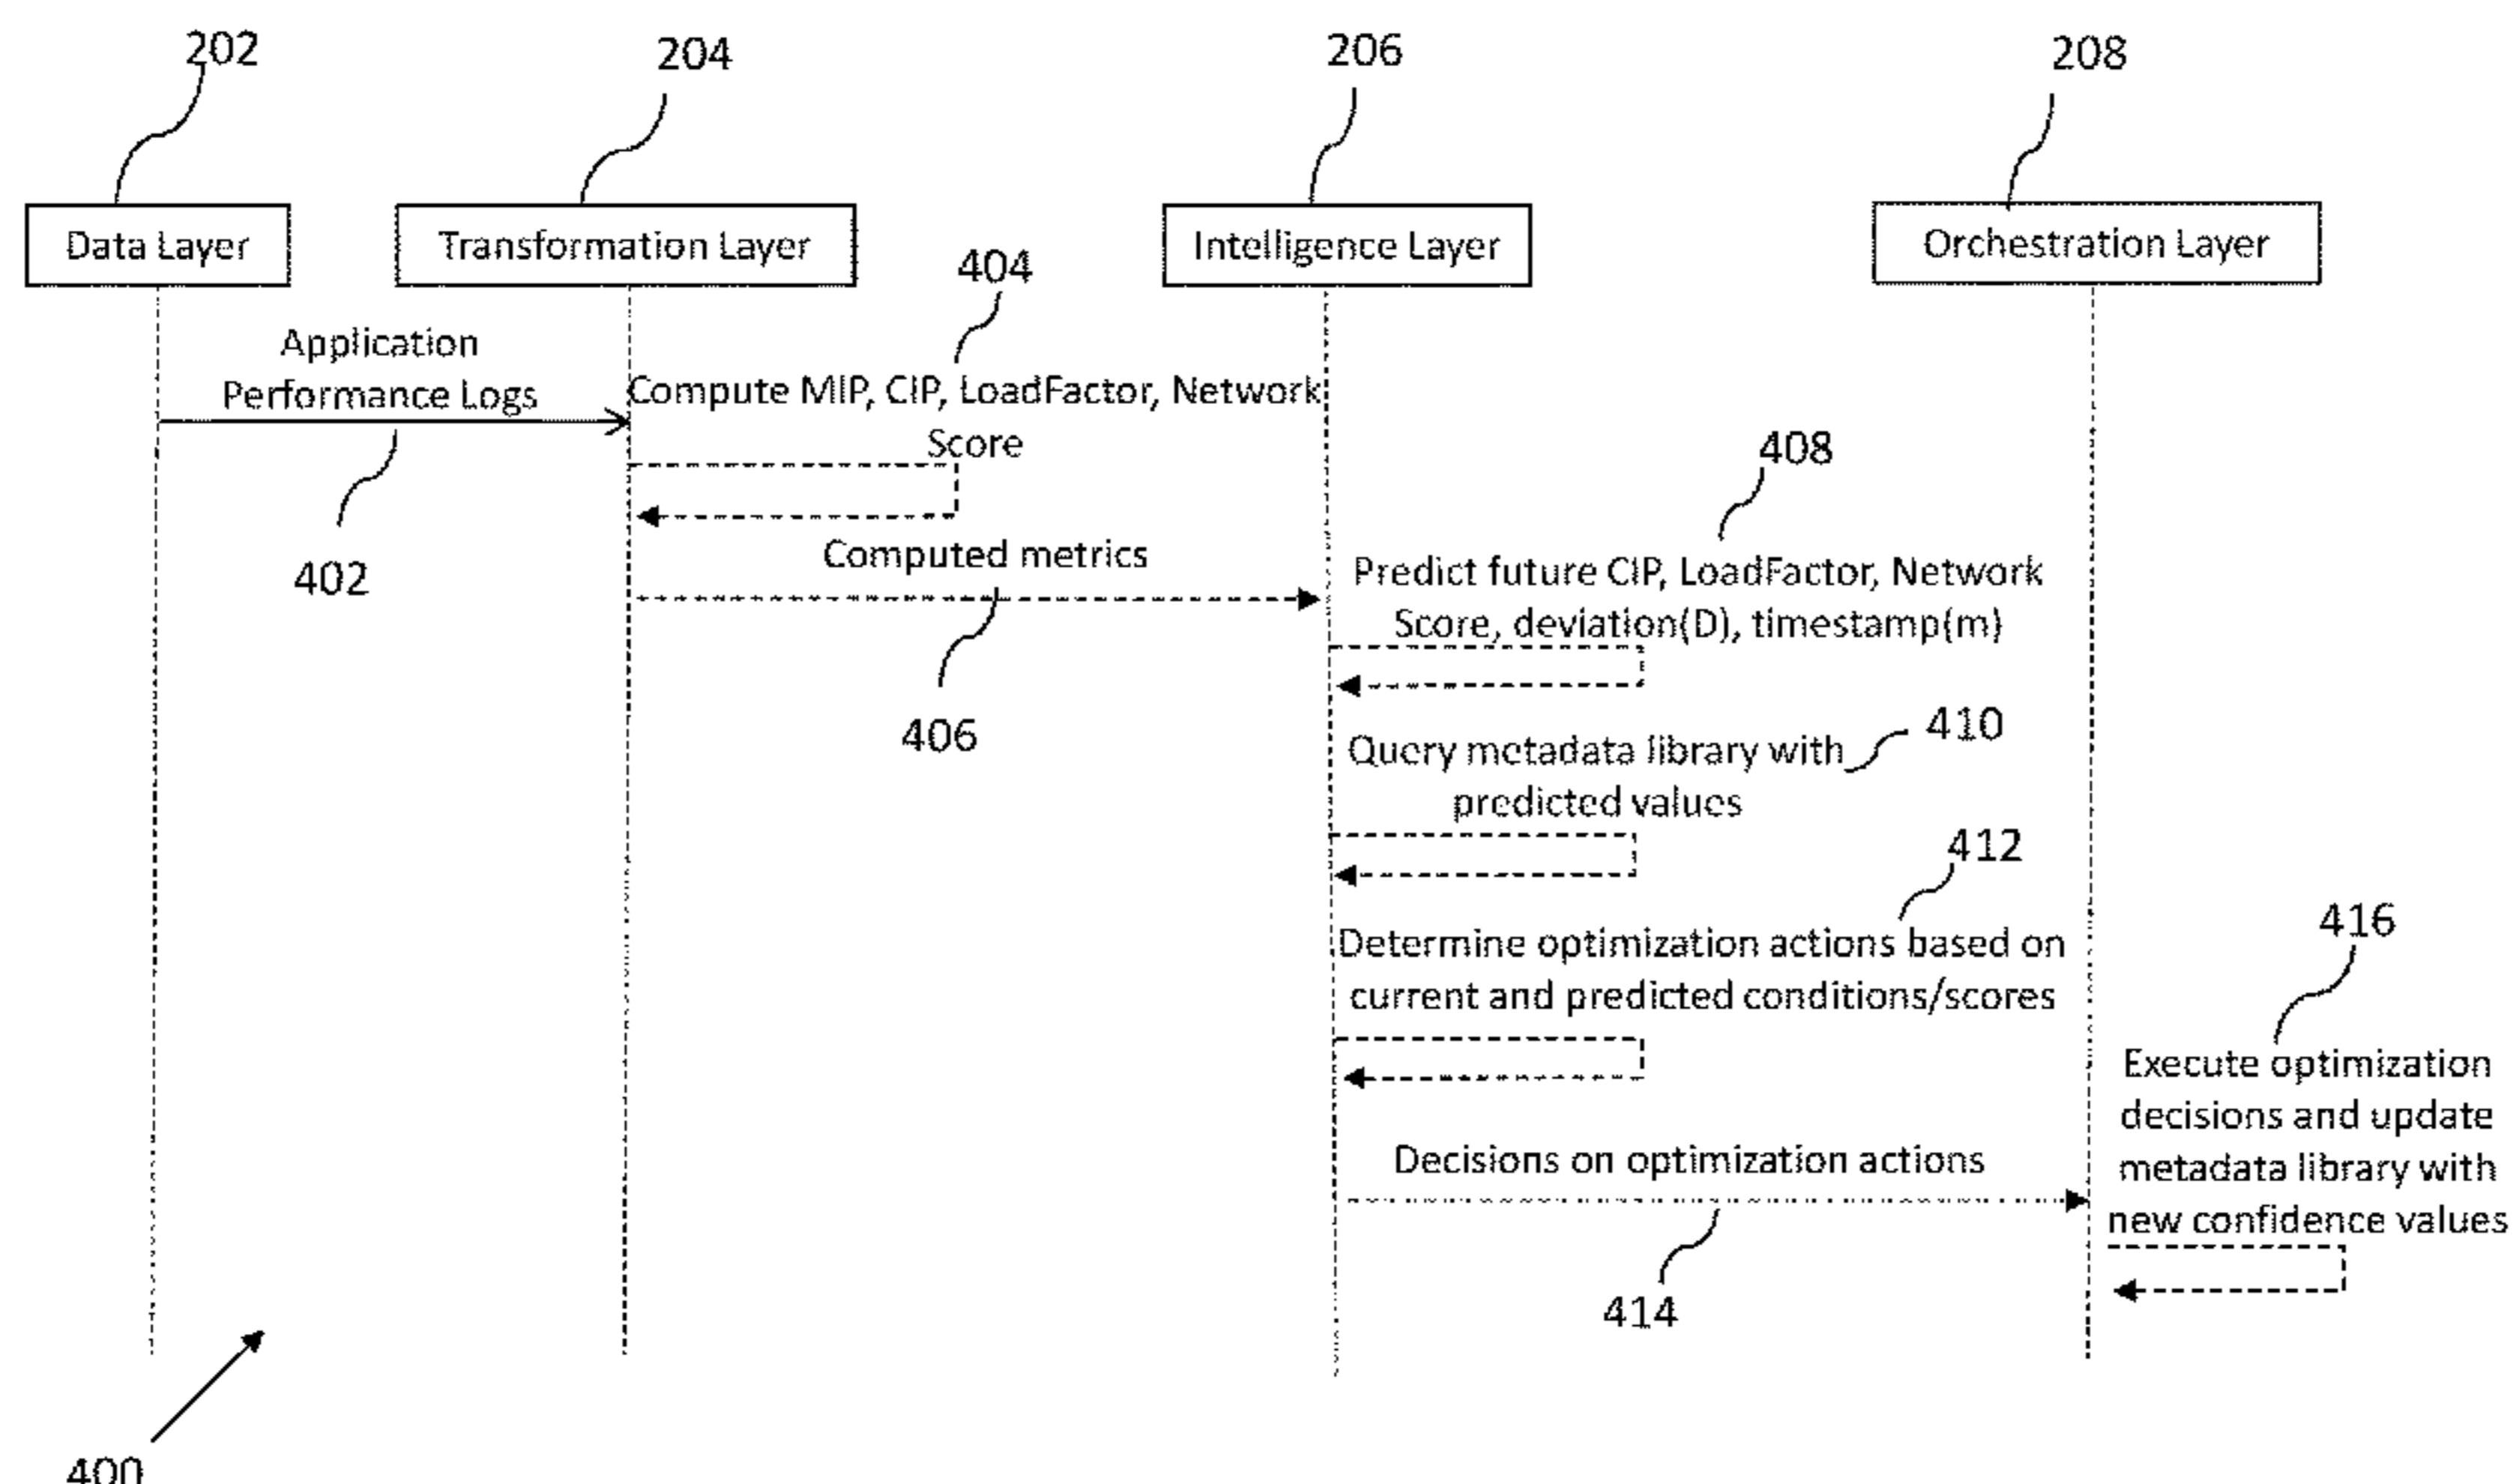 202
204
206
208
Data Layer
Transformation Layer
Intelligence Layer
Orchestration Layer
404
Application
Performance Logs
Compute MIP, CIP, LoadFactor, Network
Score
402
408
Computed metrics
406
Predict future CIP, LoadFactor, Network
Score, deviation(D), timestamp(m)
410
Query metadata library with
predicted values
412
Determine optimization actions based on
current and predicted conditions/scores
416
Execute optimization
decisions and update
metadata library with
new confidence values
Decisions on optimization actions
414
400